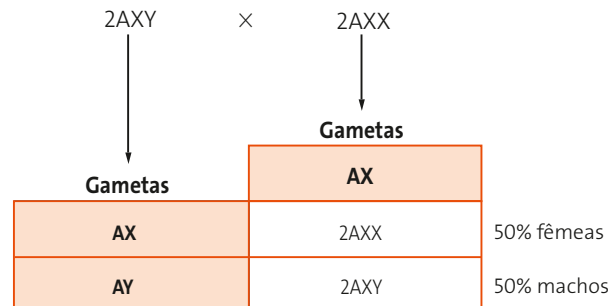 2AXY × 2AXX
Gametas
AX
Gametas
AX 2AXX 50% fêmeas
AY 2AXY 50% machos